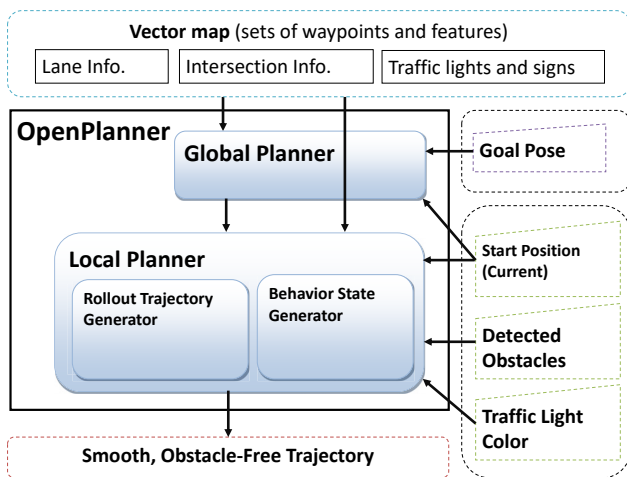 Vector map (sets of waypoints and features)
Lane Info.
Intersection Info.
Traffic lights and signs
OpenPlanner
Global Planner
Goal Pose
Local Planner
Rollout Trajectory
Generator
Behavior State
Generator
Start Position
(Current)
Detected
Obstacles
Traffic Light
Color
Smooth, Obstacle-Free Trajectory